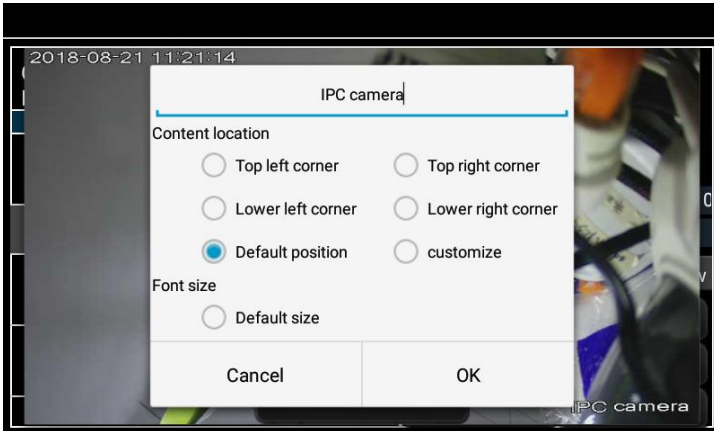 2018-08-21 11:21:14
IPC camera
Content location
Top left corner
Top right corner
Lower left corner
Lower right corner
Default position
customize
Font size
Default size
Cancel
OK
IPC camera